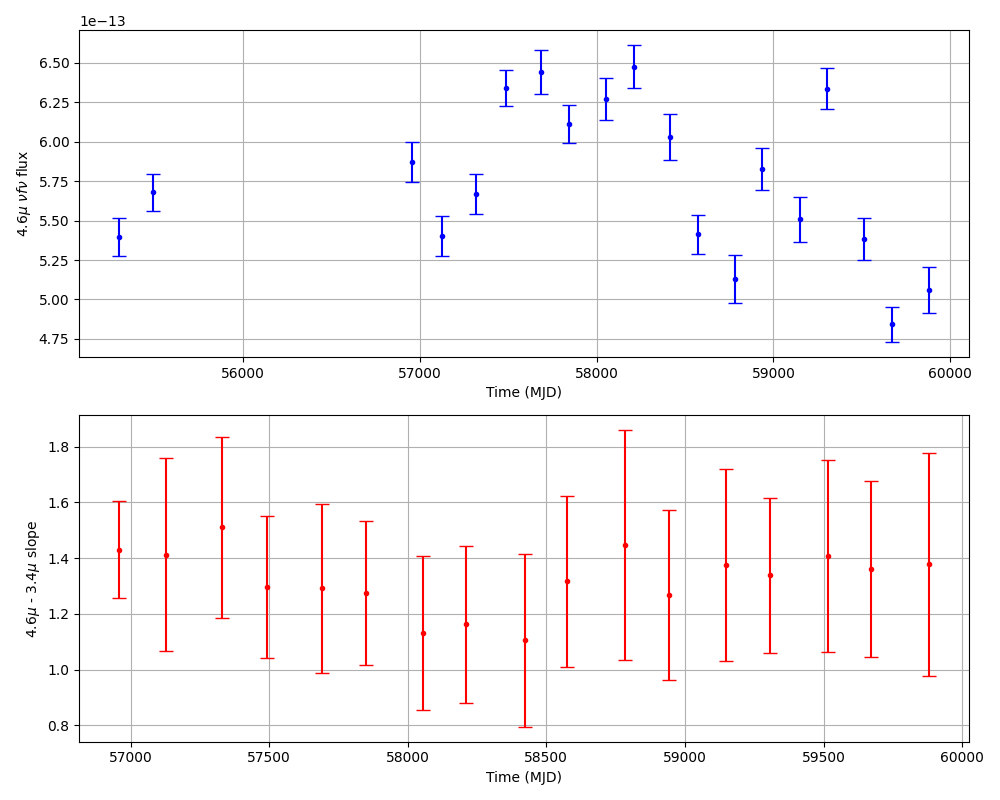 1e−13
6.50
6.25
6.00
5.75
5.50
5.25
5.00
4.75
4.6μ νfν flux
56000 57000 58000 59000 60000
Time (MJD)
1.8
1.6
1.4
1.2
1.0
0.8
4.6μ - 3.4μ slope
57000 57500 58000 58500 59000 59500 60000
Time (MJD)